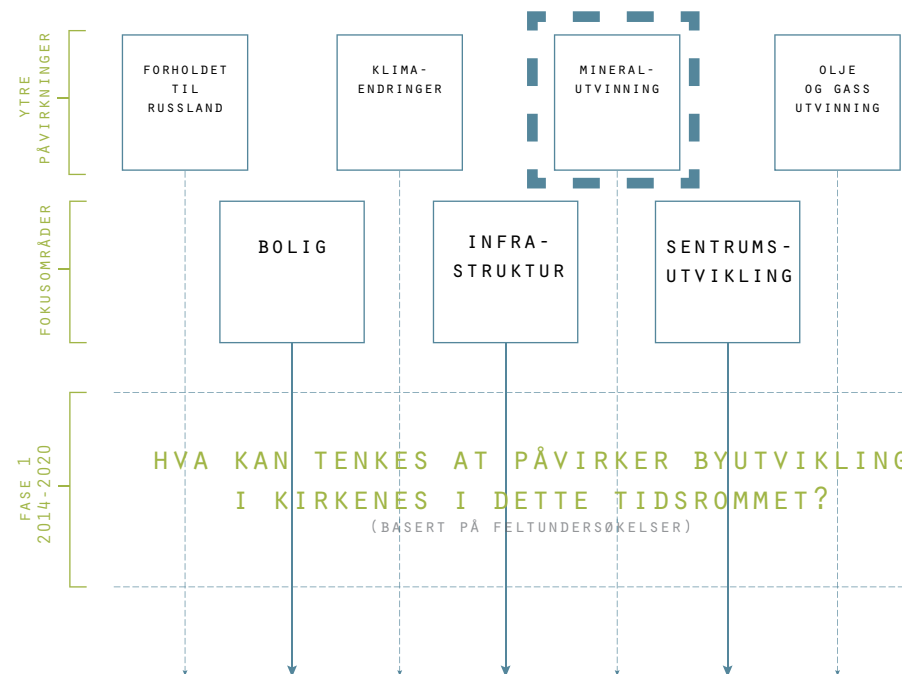 YTRE
PÅVIRKNINGER
FORHOLDET
TIL
RUSSLAND
KLIMA-
ENDRINGER
MINERAL-
UTVINNING
OLJE
OG GASS
UTVINNING
FOKUSOMRÅDER
BOLIG
INFRA-
STRUKTUR
SENTRUMS-
UTVIKLING
FASE 1
2014-2020
HVA KAN TENKES AT PÅVIRKER BYUTVIKLING
I KIRKENES I DETTE TIDSROMMET?
(BASERT PÅ FELTUNDERSØKELSER)